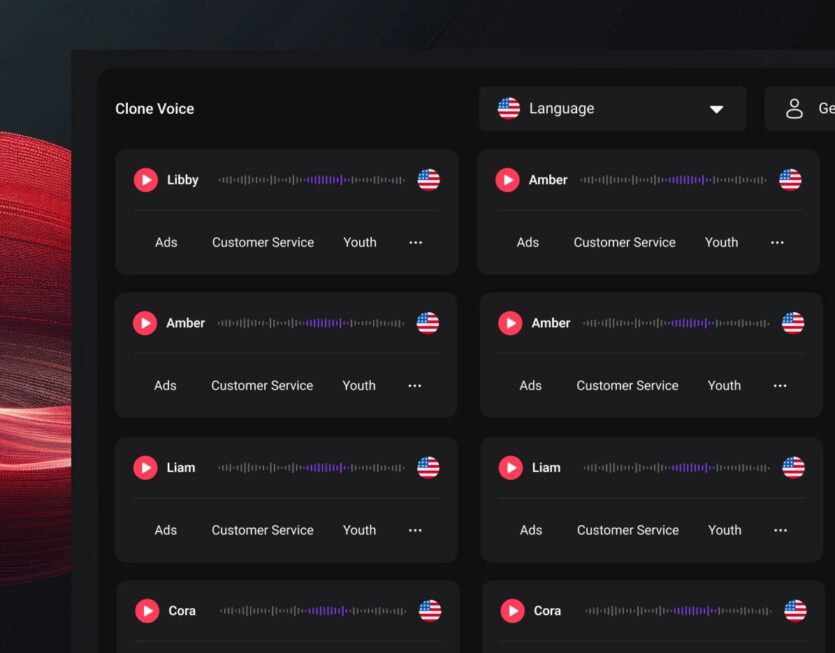 Clone Voice
Language
Ge
Libby
Amber
Ads Customer Service Youth ...
Ads Customer Service Youth ...
Amber
Amber
Ads Customer Service Youth ...
Ads Customer Service Youth ...
Liam
Liam
Ads Customer Service Youth ...
Ads Customer Service Youth ...
Cora
Cora